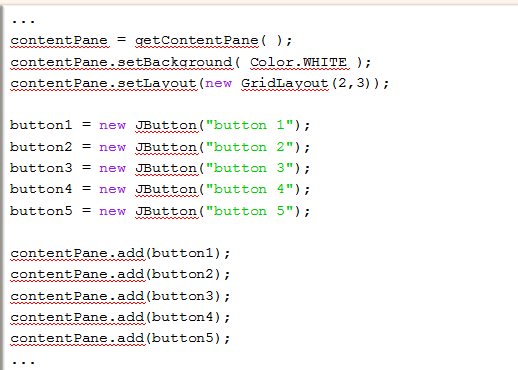 ...
contentPane = getContentPane( );
contentPane.setBackground( Color.WHITE );
contentPane.setLayout(new GridLayout(2,3));
button1 = new JButton("button 1");
button2 = new JButton("button 2");
button3 = new JButton("button 3");
button4 = new JButton("button 4");
button5 = new JButton("button 5");
contentPane.add(button1);
contentPane.add(button2);
contentPane.add(button3);
contentPane.add(button4);
contentPane.add(button5);
...